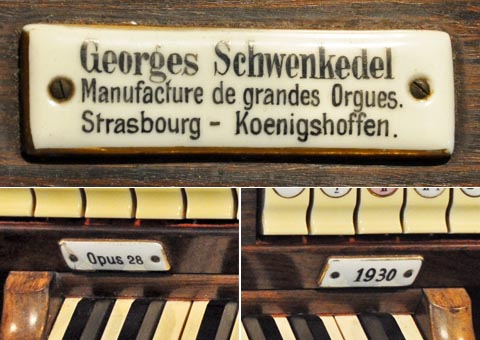 Georges Schwenkedel
Manufacture de grandes Orgues.
Strasbourg - Koenigshoffen.
Opus 28
1930